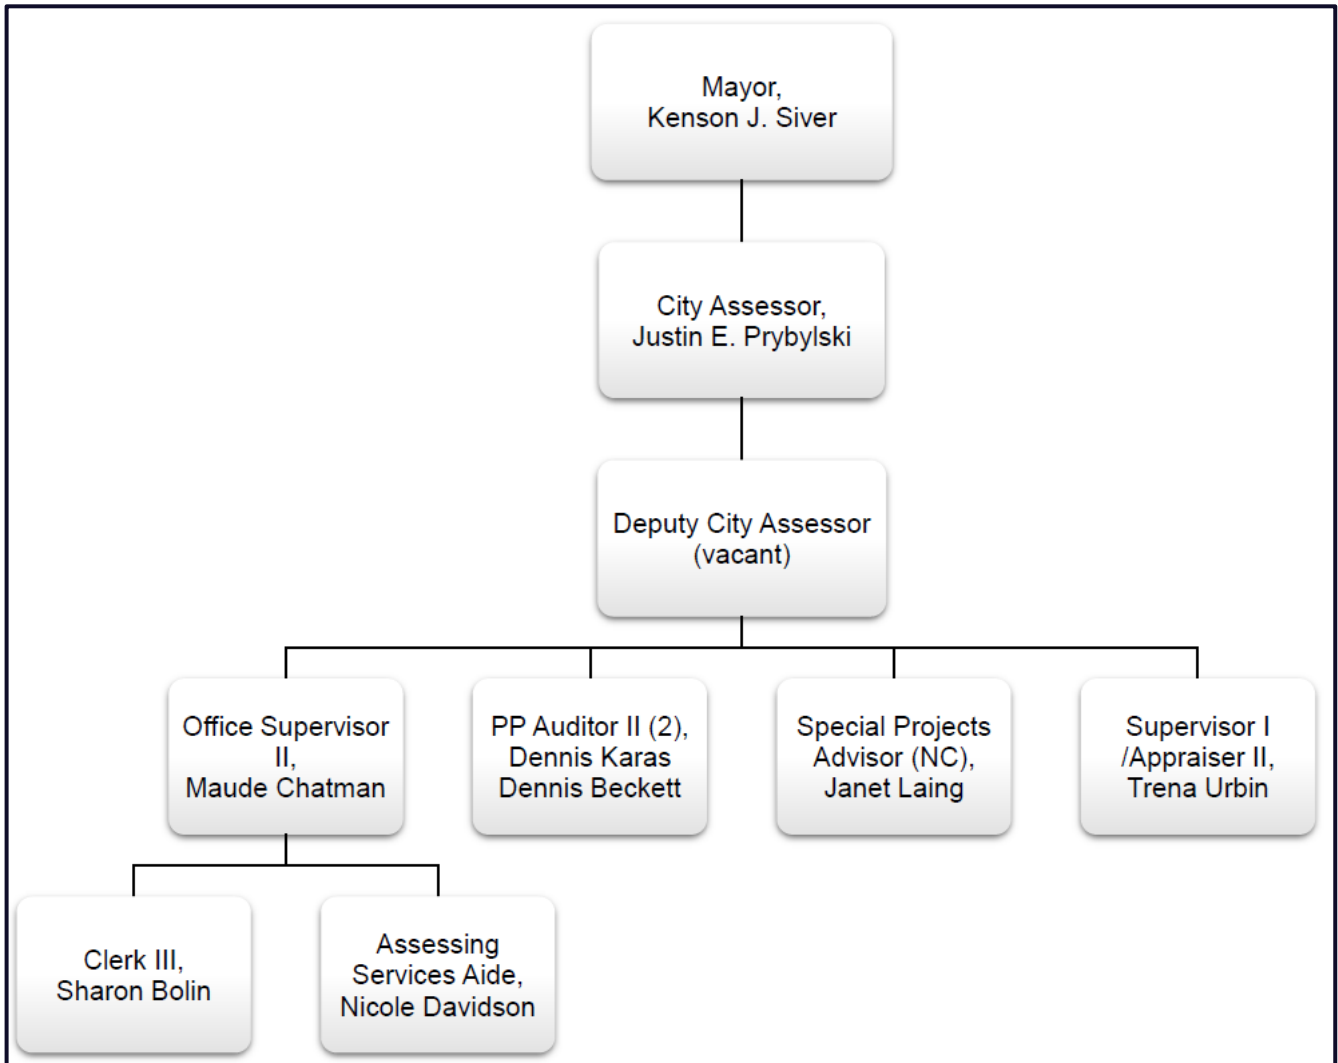 Mayor,
Kenson J. Siver
City Assessor,
Justin E. Prybylski
Deputy City Assessor
(vacant)
Office Supervisor
II,
Maude Chatman
PP Auditor II (2),
Dennis Karas
Dennis Beckett
Special Projects
Advisor (NC),
Janet Laing
Supervisor I
/Appraiser II,
Trena Urbin
Clerk III,
Sharon Bolin
Assessing
Services Aide,
Nicole Davidson